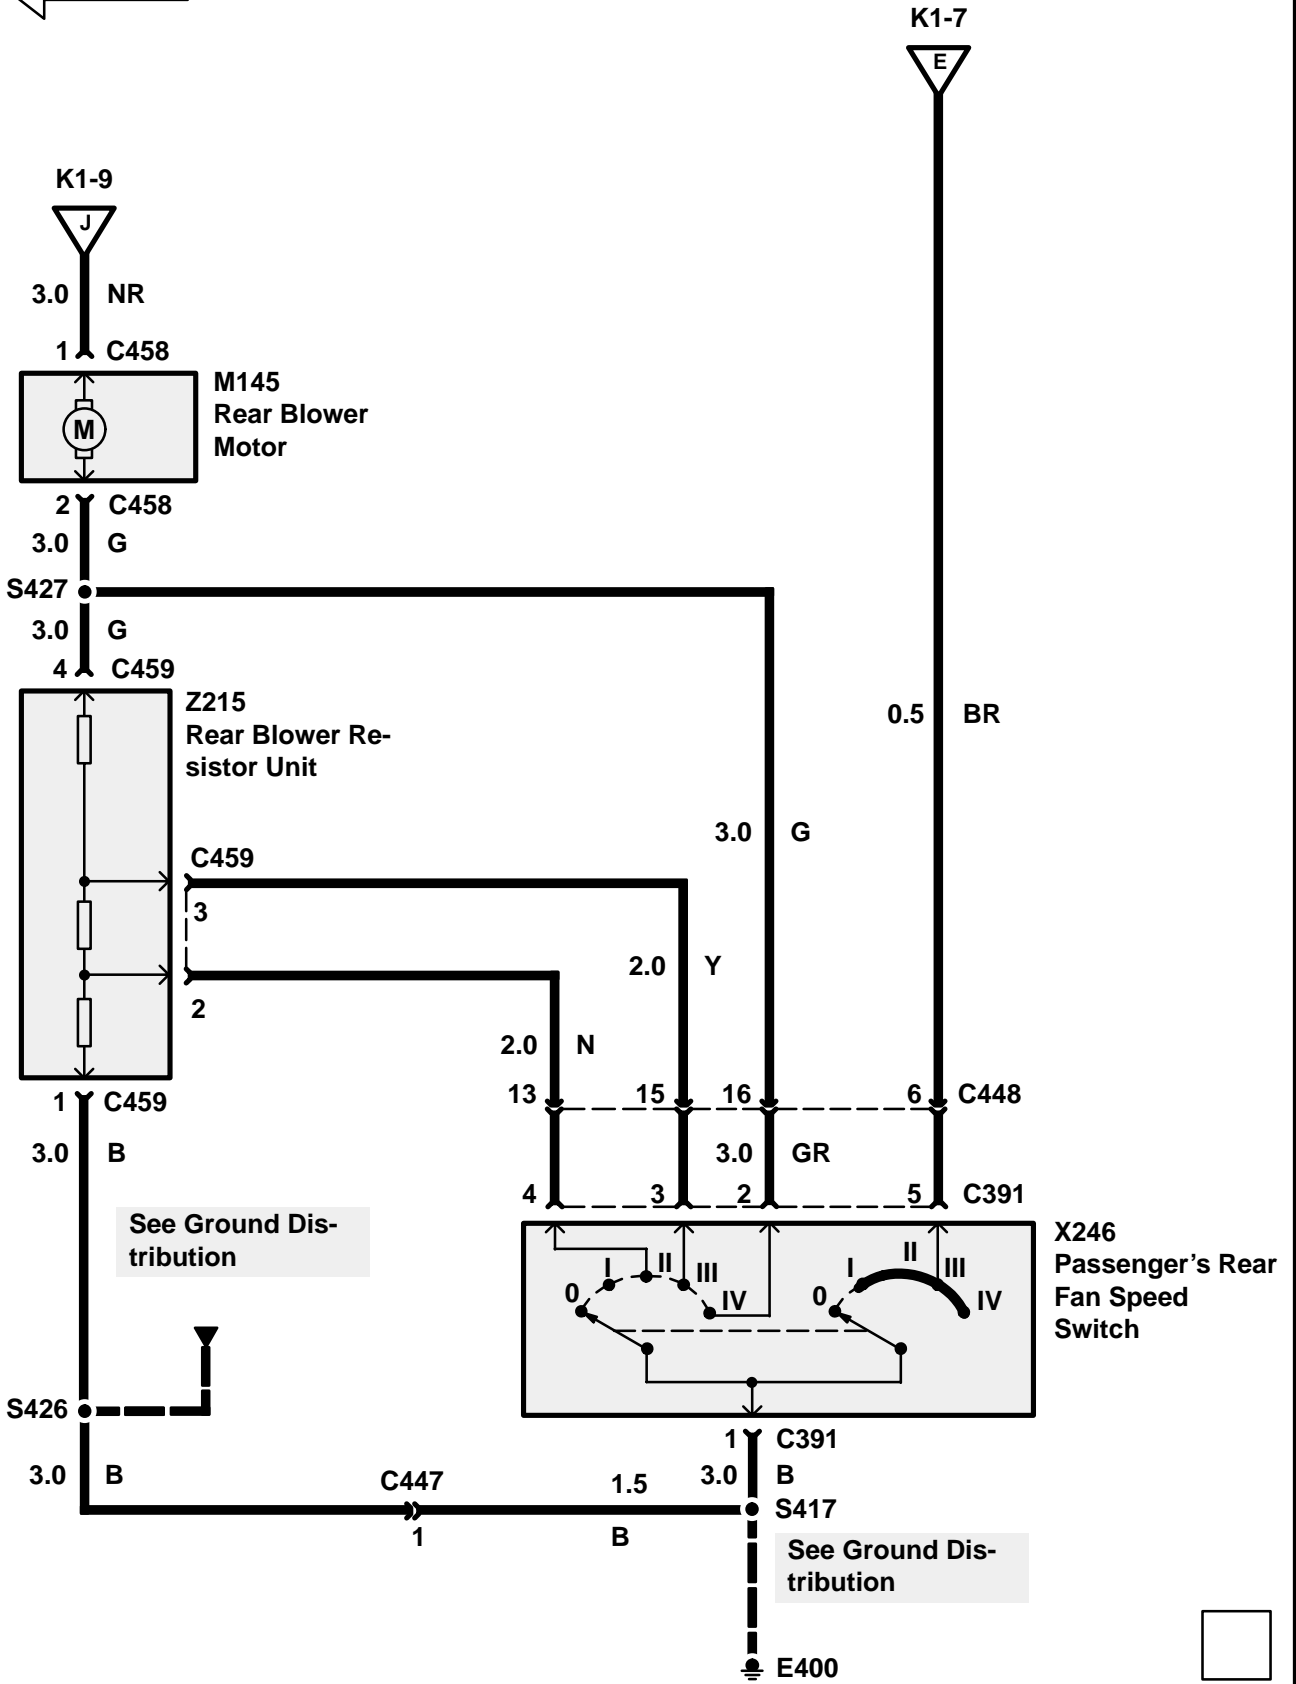 K1-7
E
K1-9
J
3.0 NR
1 C458
M145
Rear Blower
Motor
M
2 C458
3.0 G
S427
3.0 G
4 C459
Z215
Rear Blower Re-
sistor Unit
0.5 BR
3.0 G
C459
3
2.0 Y
2
2.0 N
13 15 16 6 C448
1 C459
3.0 B
3.0 GR
4 3 2 5 C391
See Ground Dis-
tribution
X246
Passenger's Rear
Fan Speed
Switch
0 I II III IV
0 I II III IV
S426
1 C391
3.0 B
C447
1.5
3.0 B
S417
1
B
See Ground Dis-
tribution
E400